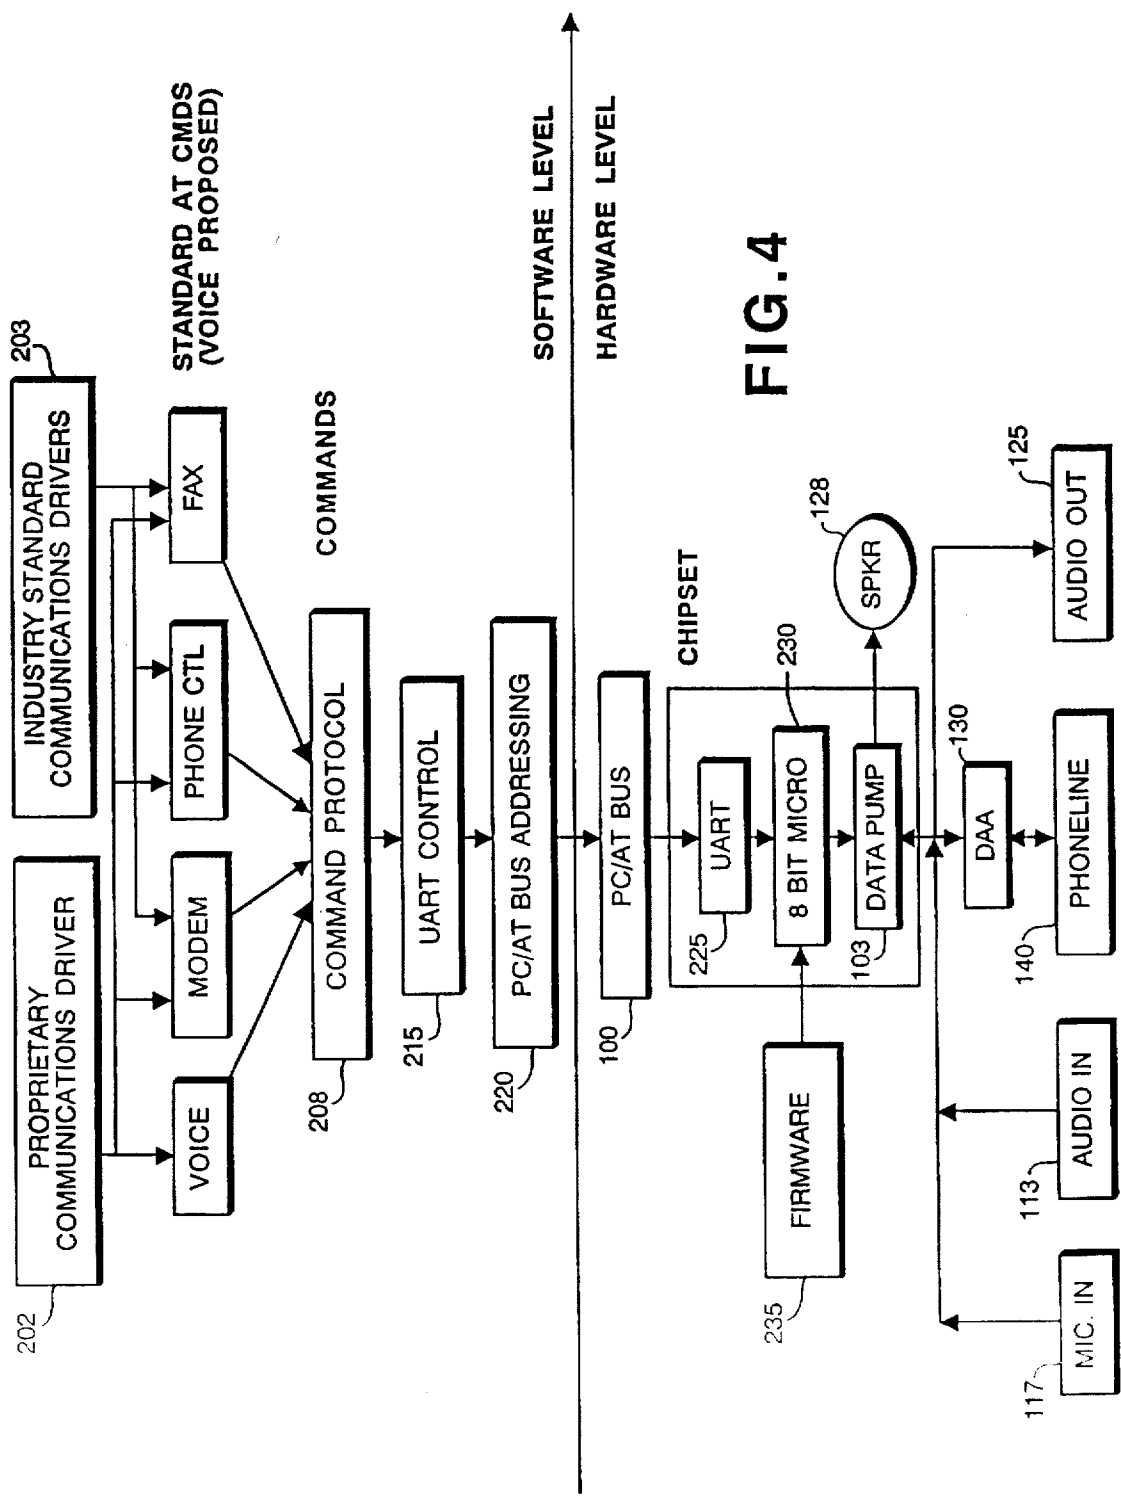 202
PROPRIETARY
COMMUNICATIONS DRIVER
INDUSTRY STANDARD
COMMUNICATIONS DRIVERS
203
VOICE
MODEM
PHONE CTL
FAX
STANDARD AT CMDS
(VOICE PROPOSED)
208
COMMAND PROTOCOL
COMMANDS
215
UART CONTROL
220
PC/AT BUS ADDRESSING
SOFTWARE LEVEL
HARDWARE LEVEL
100
PC/AT BUS
CHIPSET
225
UART
235
FIRMWARE
8 BIT MICRO
230
103
DATA PUMP
SPKR
128
DAA
130
117
MIC. IN
113
AUDIO IN
140
PHONELINE
AUDIO OUT
125
FIG.4